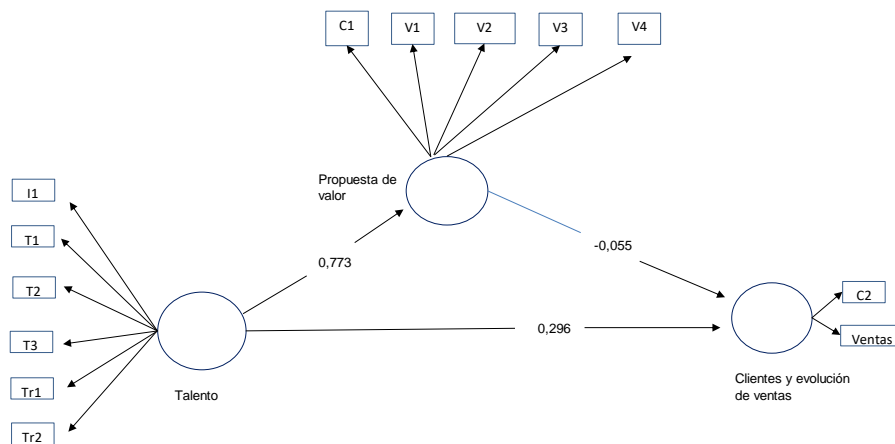 C1
V1
V2
V3
V4
Propuesta de
valor
I1
T1
T2
T3
Tr1
Tr2
0,773
-0,055
0,296
Talento
C2
Ventas
Clientes y evolución
de ventas